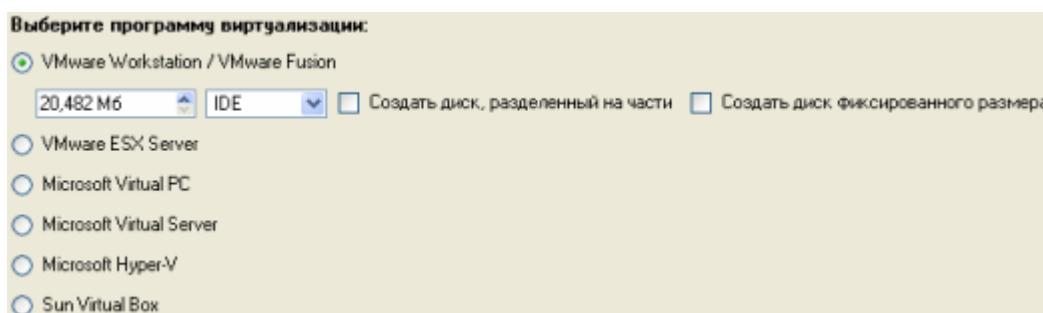 Выберите программу виртуализации:
VMware Workstation / VMware Fusion
20,482 Мб IDE Создать диск, разделенный на части Создать диск фиксированного размера
VMware ESX Server
Microsoft Virtual PC
Microsoft Virtual Server
Microsoft Hyper-V
Sun Virtual Box